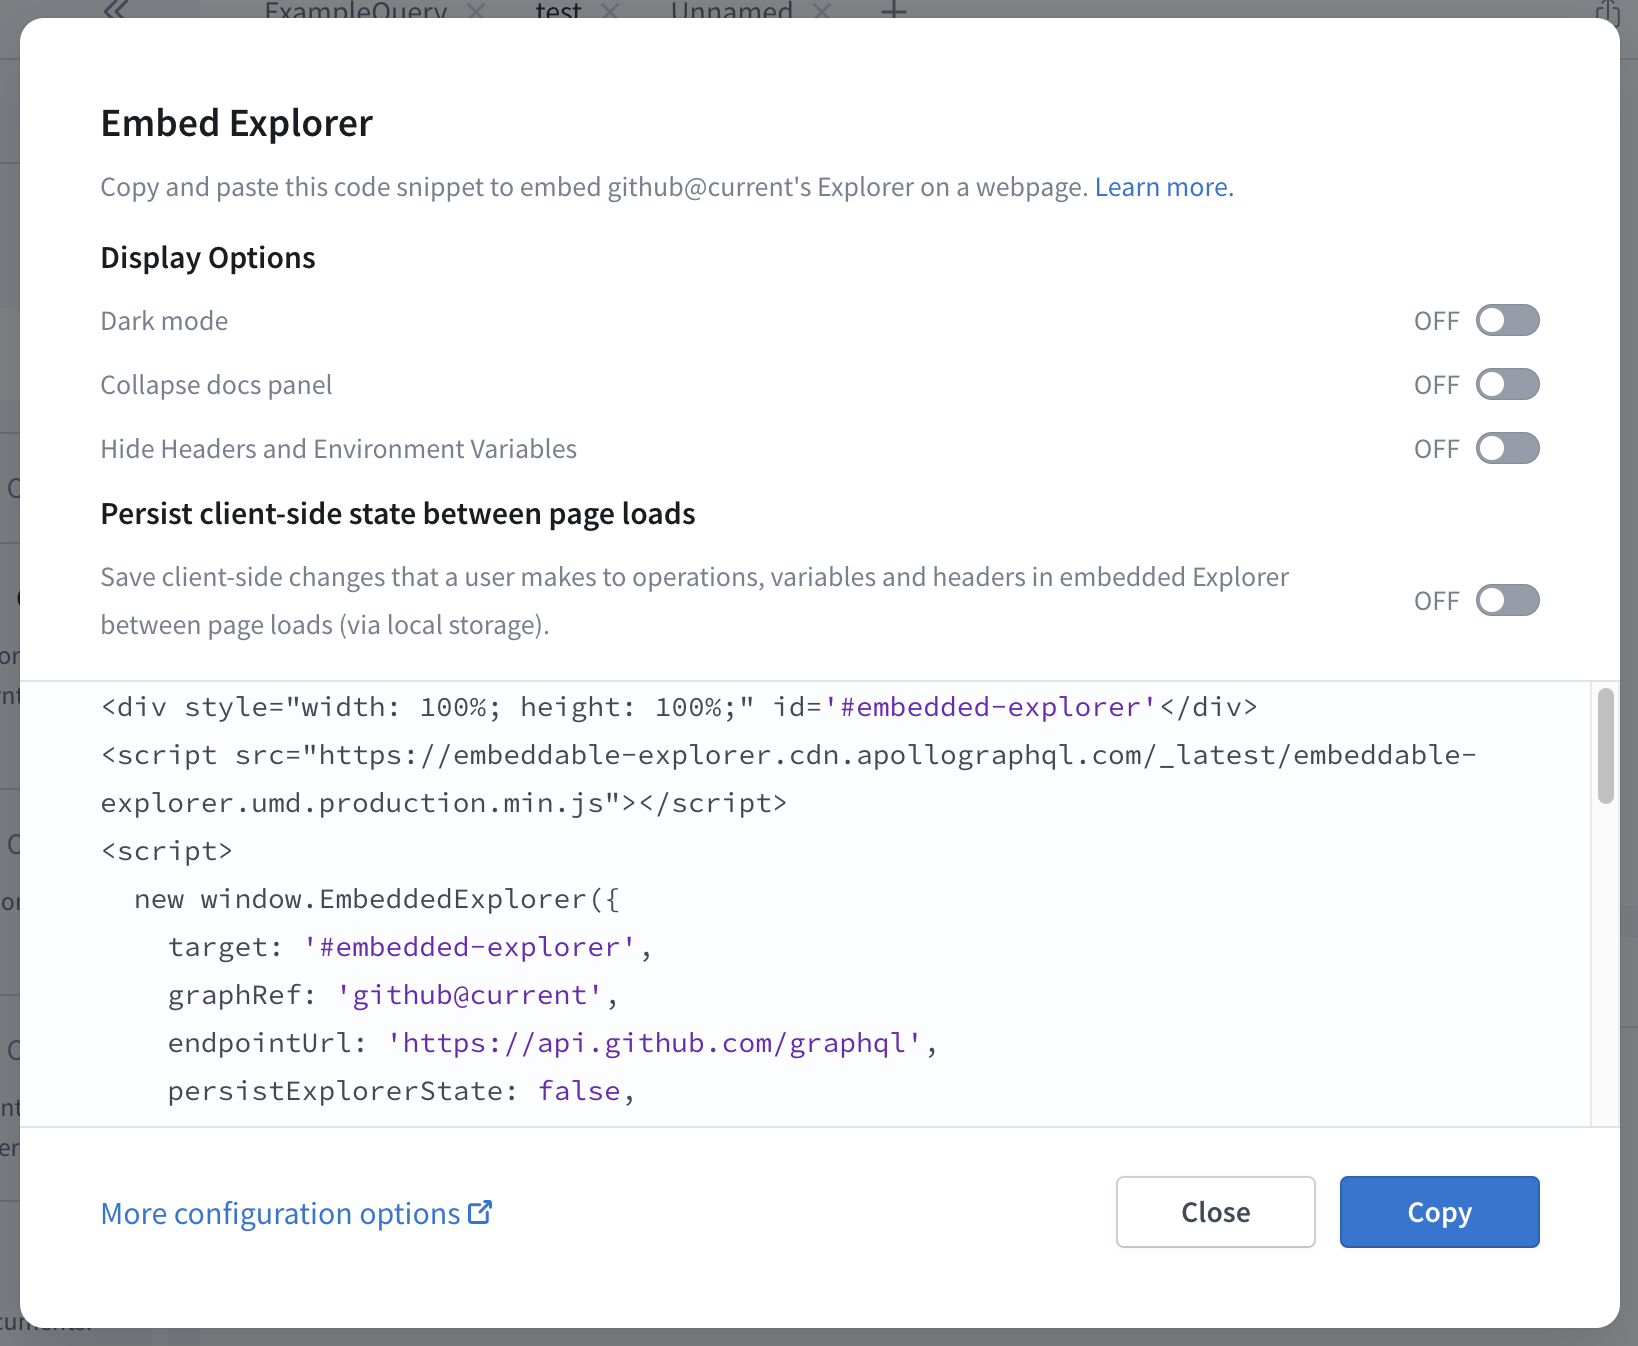 ExampleQuery test Unnamed
Embed Explorer
Copy and paste this code snippet to embed github@current's Explorer on a webpage. Learn more.
Display Options
Dark mode OFF
Collapse docs panel OFF
Hide Headers and Environment Variables OFF
Persist client-side state between page loads
Save client-side changes that a user makes to operations, variables and headers in embedded Explorer
between page loads (via local storage). OFF
<div style="width: 100%; height: 100%;" id='#embedded-explorer'</div>
<script src="https://embeddable-explorer.cdn.apollographql.com/_latest/embeddable-
explorer.umd.production.min.js"></script>
<script>
new window.EmbeddedExplorer({
target: '#embedded-explorer',
graphRef: 'github@current',
endpointUrl: 'https://api.github.com/graphql',
persistExplorerState: false,
More configuration options Close Copy